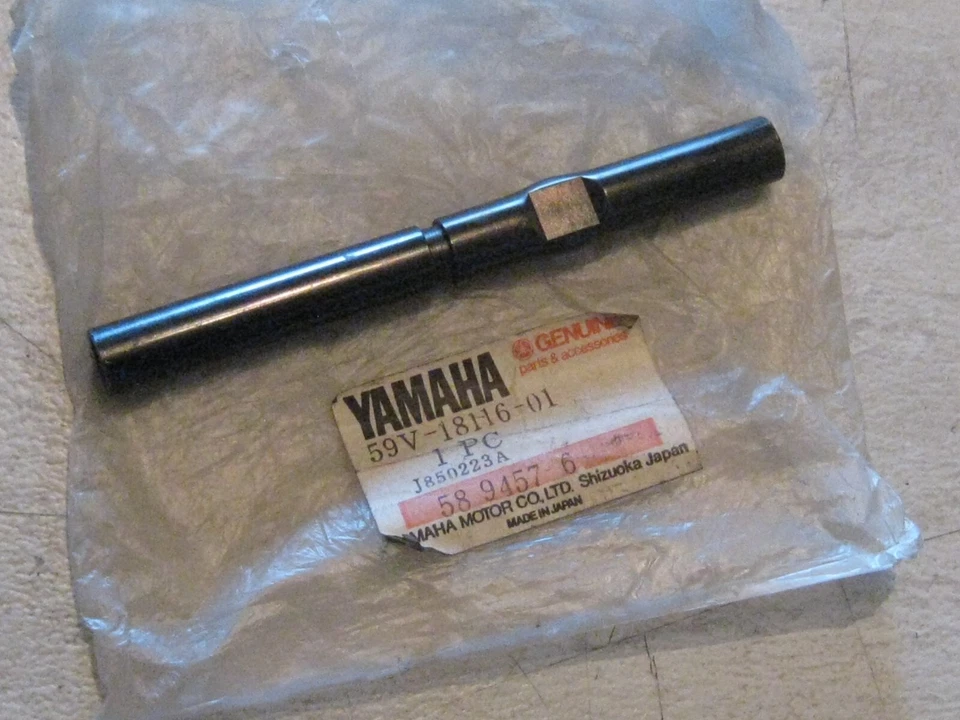 YAMAHA
GENUINE
parts & accessories
59V-18116-01
1 PC
J850223A
58 9457-6
YAMAHA MOTOR CO., LTD. Shizuoka Japan
MADE IN JAPAN